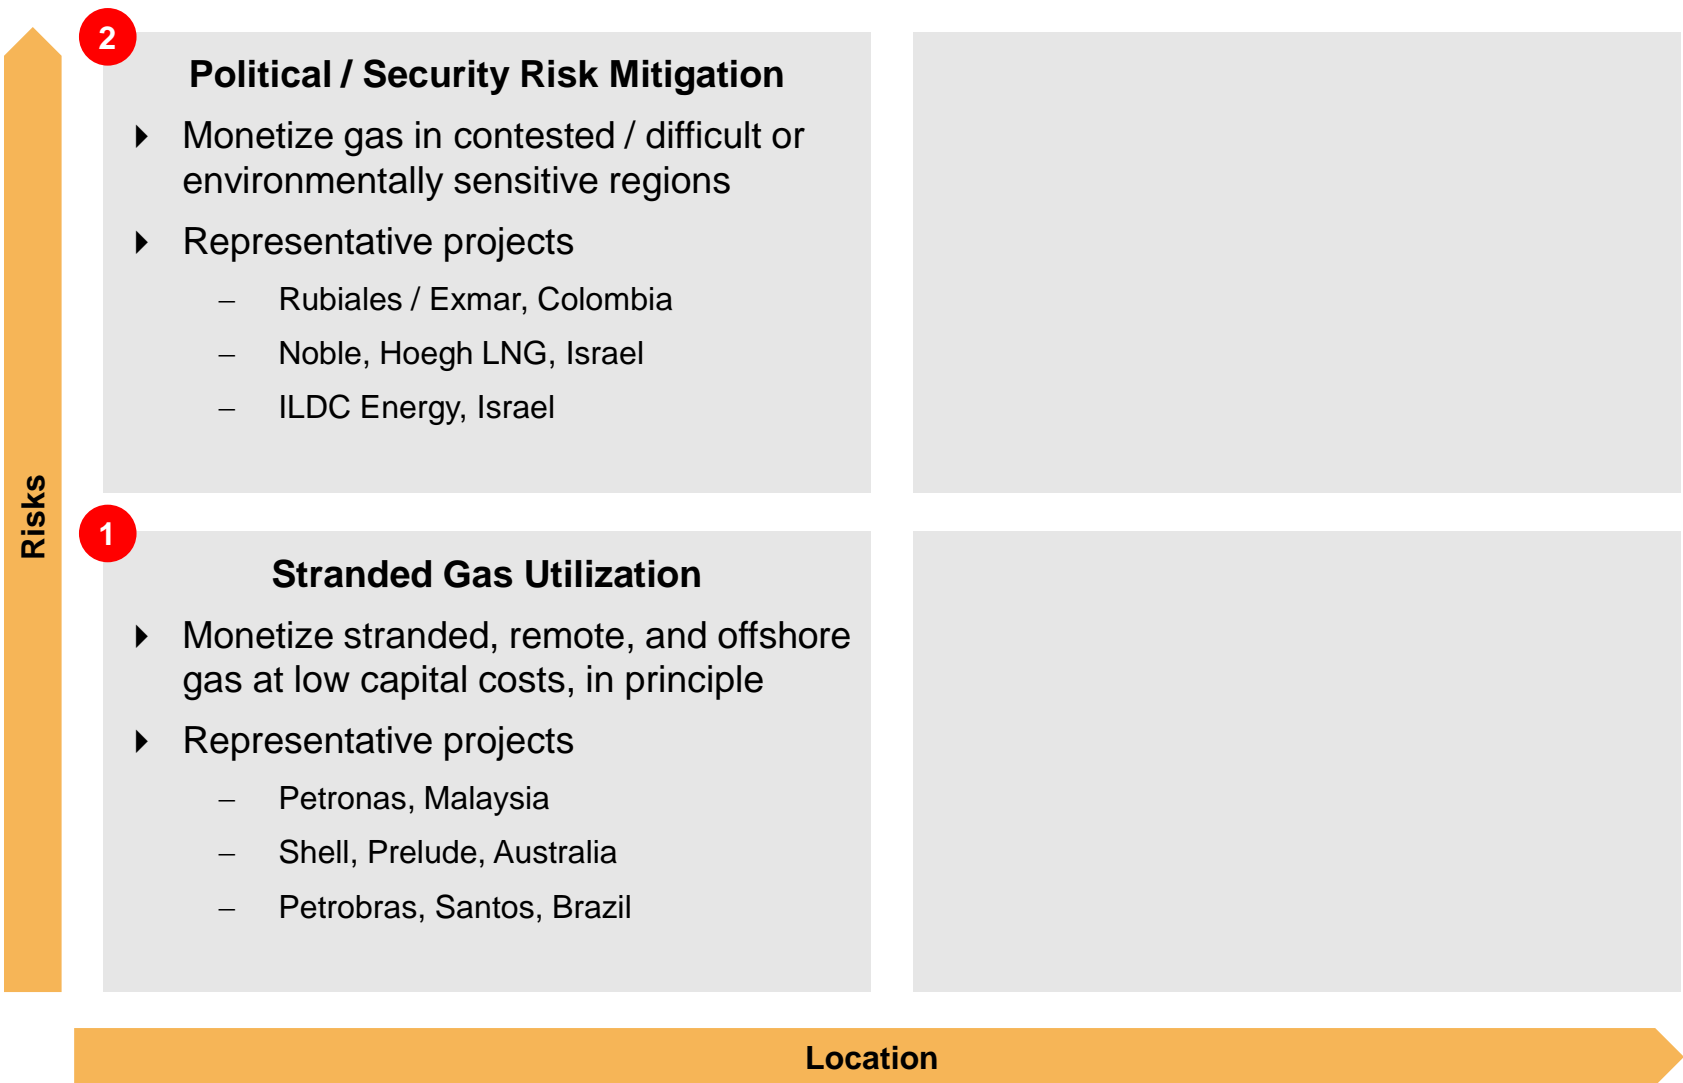 2
Political / Security Risk Mitigation
Monetize gas in contested / difficult or
environmentally sensitive regions
Representative projects
– Rubiales / Exmar, Colombia
– Noble, Hoegh LNG, Israel
– ILDC Energy, Israel
Risks
1
Stranded Gas Utilization
Monetize stranded, remote, and offshore
gas at low capital costs, in principle
Representative projects
– Petronas, Malaysia
– Shell, Prelude, Australia
– Petrobras, Santos, Brazil
Location